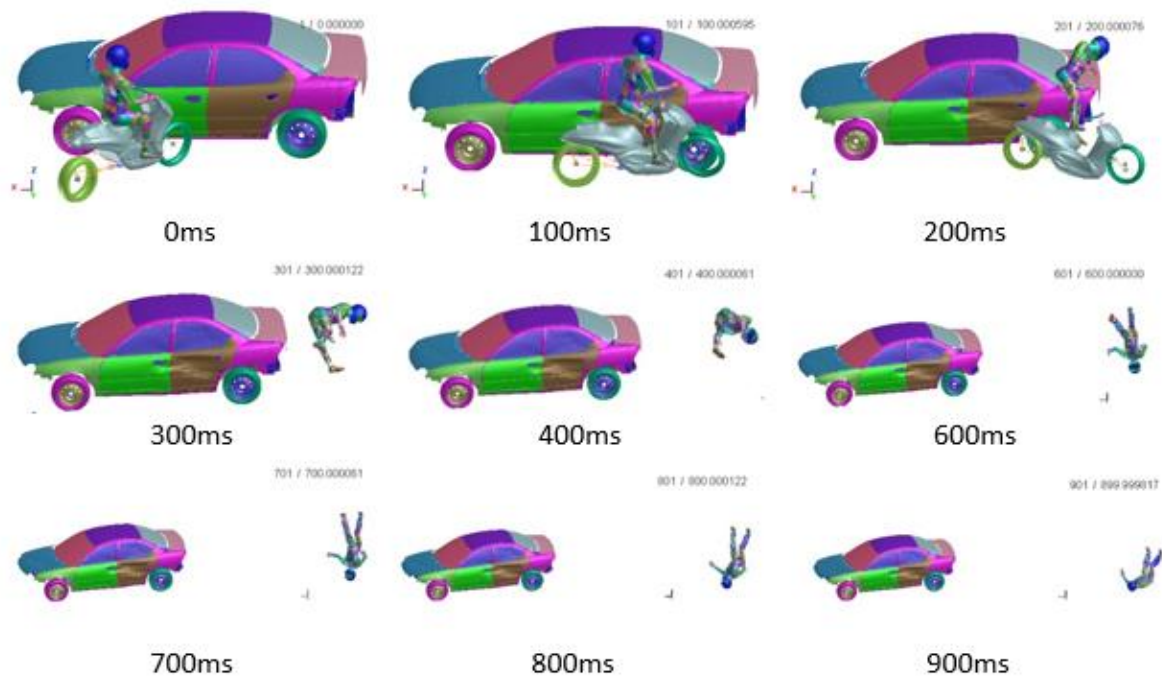 1 / 0.000000
101 / 100.000595
201 / 200.000076
X Z
X Z
X Z
0ms
100ms
200ms
301 / 300.000122
401 / 400.000061
601 / 600.000000
300ms
400ms
600ms
701 / 700.000061
801 / 800.000122
901 / 899.999817
700ms
800ms
900ms